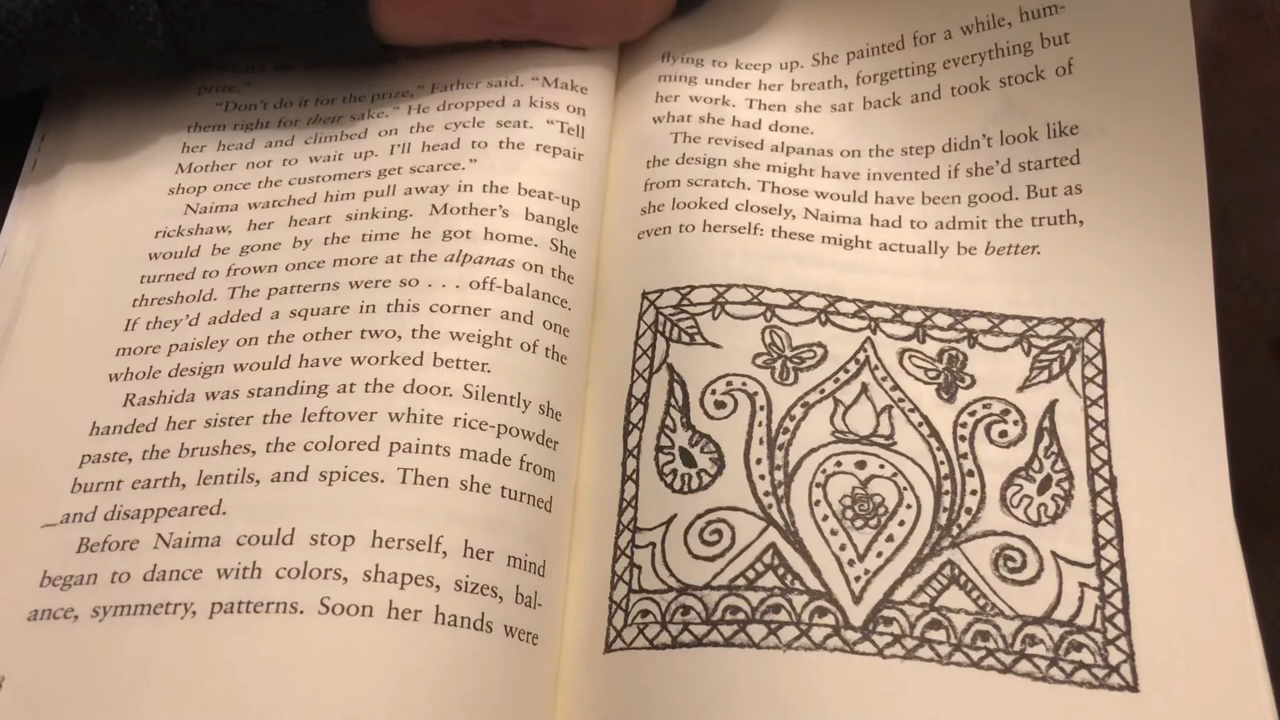 prize."
"Don't do it for the prize," Father said. "Make
them right for their sake." He dropped a kiss on
her head and climbed on the cycle seat. "Tell
Mother not to wait up. I'll head to the repair
shop once the customers get scarce."
Naima watched him pull away in the beat-up
rickshaw, her heart sinking. Mother's bangle
would be gone by the time he got home. She
turned to frown once more at the alpanas on the
threshold. The patterns were so . . . off-balance.
If they'd added a square in this corner and one
more paisley on the other two, the weight of the
whole design would have worked better.
Rashida was standing at the door. Silently she
handed her sister the leftover white rice-powder
paste, the brushes, the colored paints made from
burnt earth, lentils, and spices. Then she turned
and disappeared.
Before Naima could stop herself, her mind
began to dance with colors, shapes, sizes, bal-
ance, symmetry, patterns. Soon her hands were
flying to keep up. She painted for a while, hum-
ming under her breath, forgetting everything but
her work. Then she sat back and took stock of
what she had done.
The revised alpanas on the step didn't look like
the design she might have invented if she'd started
from scratch. Those would have been good. But as
she looked closely, Naima had to admit the truth,
even to herself: these might actually be better.